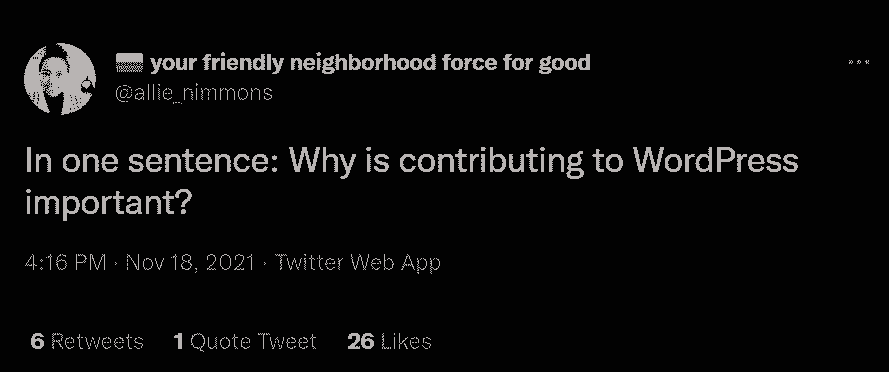 your friendly neighborhood force for good
@allie_nimmons
In one sentence: Why is contributing to WordPress
important?
4:16 PM · Nov 18, 2021 · Twitter Web App
6 Retweets 1 Quote Tweet 26 Likes